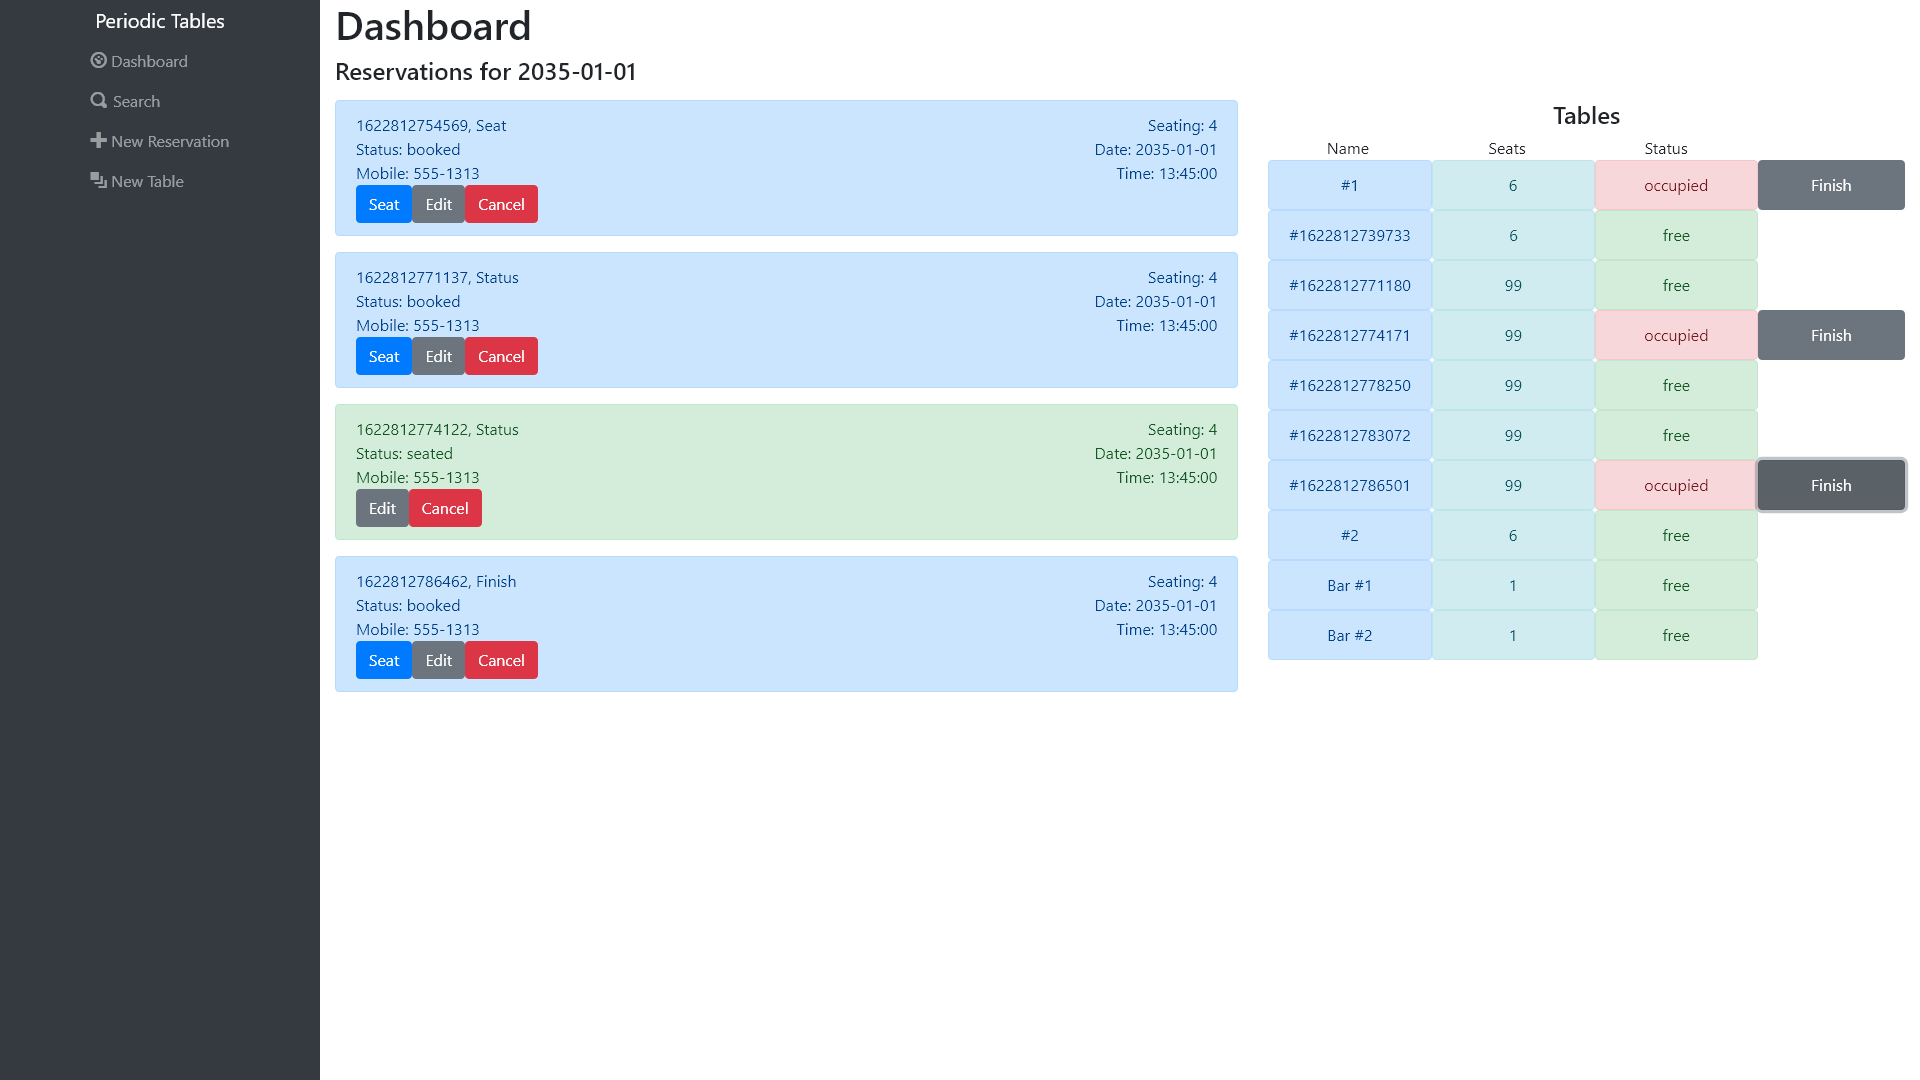 Periodic Tables
Dashboard
Search
New Reservation
New Table
Dashboard
Reservations for 2035-01-01
1622812754569, Seat
Status: booked
Mobile: 555-1313
Seating: 4
Date: 2035-01-01
Time: 13:45:00
Seat Edit Cancel
1622812771137, Status
Status: booked
Mobile: 555-1313
Seating: 4
Date: 2035-01-01
Time: 13:45:00
Seat Edit Cancel
1622812774122, Status
Status: seated
Mobile: 555-1313
Seating: 4
Date: 2035-01-01
Time: 13:45:00
Edit Cancel
1622812786462, Finish
Status: booked
Mobile: 555-1313
Seating: 4
Date: 2035-01-01
Time: 13:45:00
Seat Edit Cancel
Tables
Name Seats Status
#1 6 occupied Finish
#1622812739733 6 free
#1622812771180 99 free
#1622812774171 99 occupied Finish
#1622812778250 99 free
#1622812783072 99 free
#1622812786501 99 occupied Finish
#2 6 free
Bar #1 1 free
Bar #2 1 free